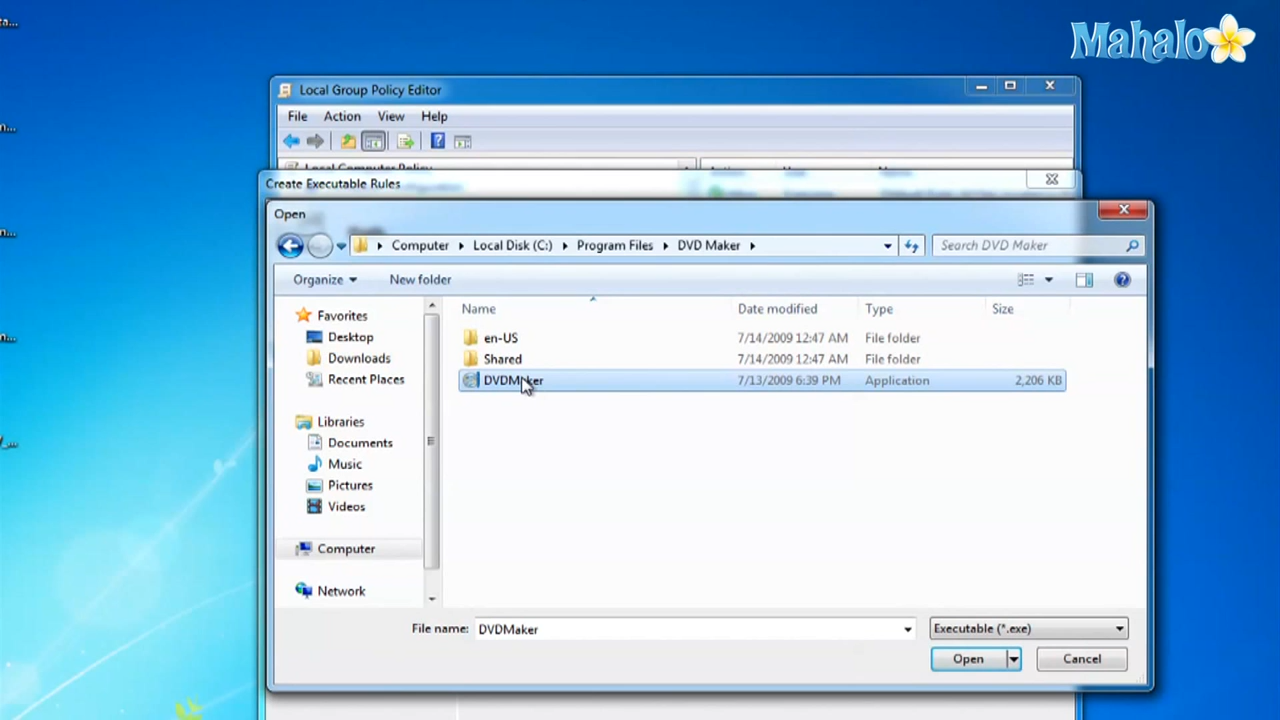 Mahalo
Local Group Policy Editor
File Action View Help
Local Computer Policy
Create Executable Rules
Open
Computer Local Disk (C:) Program Files DVD Maker
Search DVD Maker
Organize New folder
Name Date modified Type Size
Favorites
Desktop
Downloads
Recent Places
Libraries
Documents
Music
Pictures
Videos
Computer
Network
en-US 7/14/2009 12:47 AM File folder
Shared 7/14/2009 12:47 AM File folder
DVDMaker 7/13/2009 6:39 PM Application 2,206 KB
File name: DVDMaker Executable (*.exe)
Open Cancel